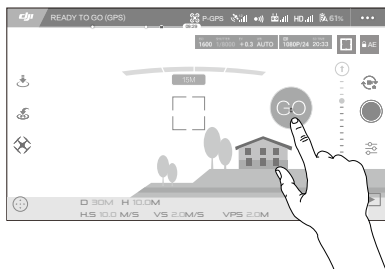 dji READY TO GO (GPS) P-GPS HD 61%
1600 +0.3 AUTO 1080P/24 20:33 AE
15M
GO
D 30M H 10.0M
H.S 10.0 M/S VS 2.0M/S VPS 2.0M